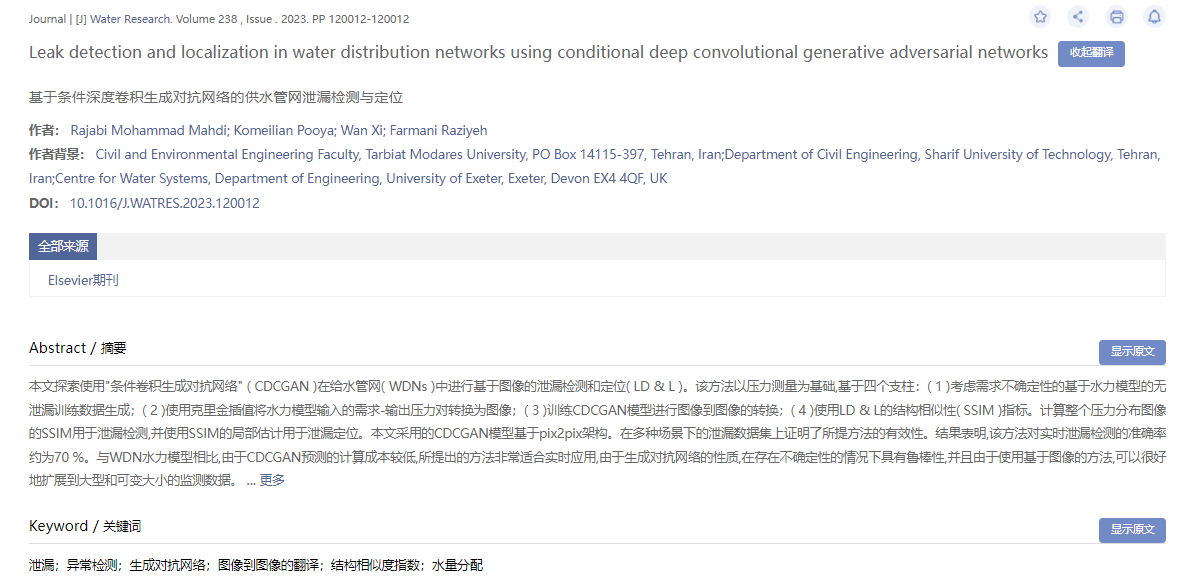 Journal | [J] Water Research. Volume 238 , Issue . 2023. PP 120012-120012
Leak detection and localization in water distribution networks using conditional deep convolutional generative adversarial networks 收起翻译
基于条件深度卷积生成对抗网络的供水管网泄漏检测与定位
作者： Rajabi Mohammad Mahdi; Komeilian Pooya; Wan Xi; Farmani Raziyeh
作者背景： Civil and Environmental Engineering Faculty, Tarbiat Modares University, PO Box 14115-397, Tehran, Iran;Department of Civil Engineering, Sharif University of Technology, Tehran,
Iran;Centre for Water Systems, Department of Engineering, University of Exeter, Exeter, Devon EX4 4QF, UK
DOI： 10.1016/J.WATRES.2023.120012
全部来源
Elsevier期刊
Abstract / 摘要
显示原文
本文探索使用"条件卷积生成对抗网络" ( CDCGAN )在给水管网( WDNs )中进行基于图像的泄漏检测和定位( LD & L )。该方法以压力测量为基础,基于四个支柱：( 1 )考虑需求不确定性的基于水力模型的无
泄漏训练数据生成；( 2 )使用克里金插值将水力模型输入的需求-输出压力对转换为图像；( 3 )训练CDCGAN模型进行图像到图像的转换；( 4 )使用LD & L的结构相似性( SSIM )指标。计算整个压力分布图像
的SSIM用于泄漏检测,并使用SSIM的局部估计用于泄漏定位。本文采用的CDCGAN模型基于pix2pix架构。在多种场景下的泄漏数据集上证明了所提方法的有效性。结果表明,该方法对实时泄漏检测的准确率
约为70 %。与WDN水力模型相比,由于CDCGAN预测的计算成本较低,所提出的方法非常适合实时应用,由于生成对抗网络的性质,在存在不确定性的情况下具有鲁棒性,并且由于使用基于图像的方法,可以很好
地扩展到大型和可变大小的监测数据。 ... 更多
Keyword / 关键词
显示原文
泄漏；异常检测；生成对抗网络；图像到图像的翻译；结构相似度指数；水量分配